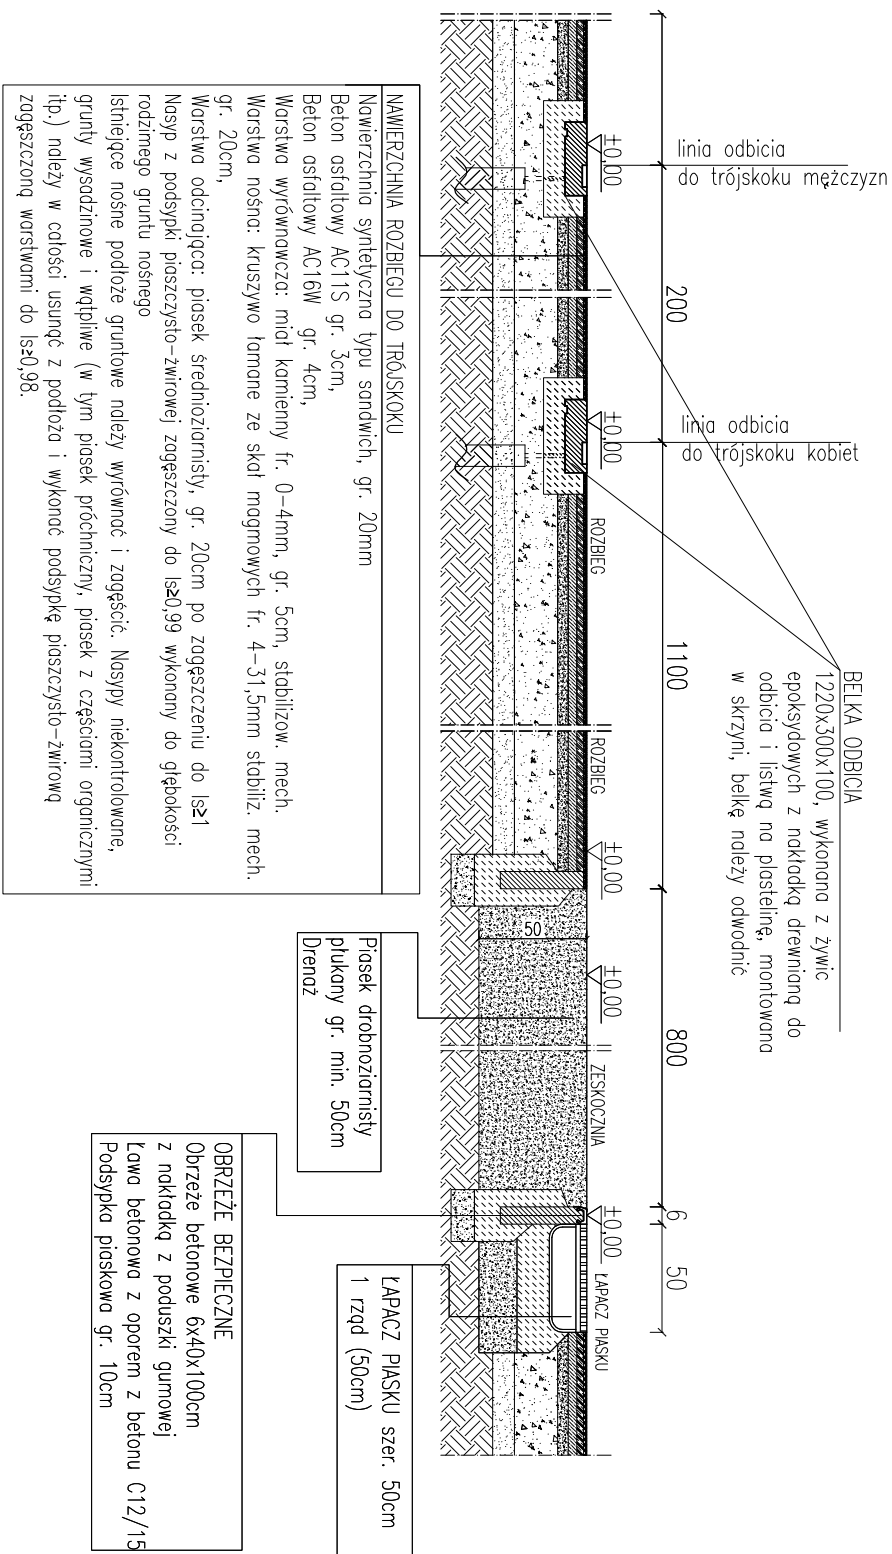 linia odbicia
do trójskoku mężczyzn
linia odbicia
do trójskoku kobiet
BELKA ODBICIA
1220x300x100, wykonana z żywic
epoksydowych z nakładką drewnianą do
odbicia i listwą na plastelinę, montowana
w skrzyni, belkę należy odwodnić
200
1100
800
6
50
±0,00
±0,00
±0,00
±0,00
±0,00
ROZBIEG
ROZBIEG
ZESKOCZNIA
ŁAPACZ PIASKU
50
NAWIERZCHNIA ROZBIEGU DO TRÓJSKOKU
Nawierzchnia syntetyczna typu sandwich, gr. 20mm
Beton asfaltowy AC11S gr. 3cm,
Beton asfaltowy AC16W gr. 4cm,
Warstwa wyrównawcza: miał kamienny fr. 0-4mm, gr. 5cm, stabilizow. mech.
Warstwa nośna: kruszywo łamane ze skał magmowych fr. 4-31,5mm stabiliz. mech.
gr. 20cm,
Warstwa odcinająca: piasek średnioziarnisty, gr. 20cm po zagęszczeniu do Is≥1
Nasyp z podsypki piaszczysto-żwirowej zagęszczony do Is≥0,99 wykonany do głębokości
rodzimego gruntu nośnego
Istniejące nośne podłoże gruntowe należy wyrównać i zagęścić. Nasypy niekontrolowane,
grunty wysadzinowe i wątpliwe (w tym piasek próchniczny, piasek z częściami organicznymi
itp.) należy w całości usunąć z podłoża i wykonać podsypkę piaszczysto-żwirową
zagęszczoną warstwami do Is≥0,98.
Piasek drobnoziarnisty
płukany gr. min. 50cm
Drenaż
OBRZEŻE BEZPIECZNE
Obrzeże betonowe 6x40x100cm
z nakładką z poduszki gumowej
Ława betonowa z oporem z betonu C12/15
Podsypka piaskowa gr. 10cm
ŁAPACZ PIASKU szer. 50cm
1 rząd (50cm)